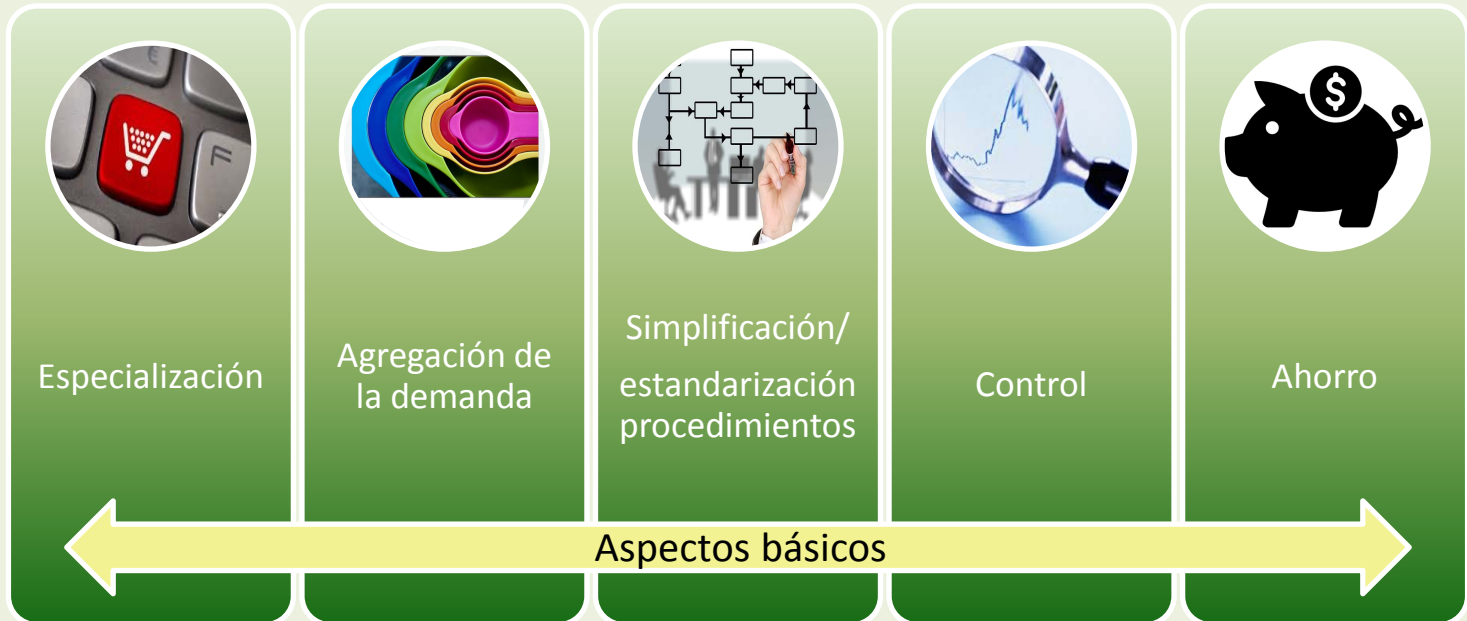 Especialización
Agregación de
la demanda
Simplificación/
estandarización
procedimientos
Control
Ahorro
Aspectos básicos